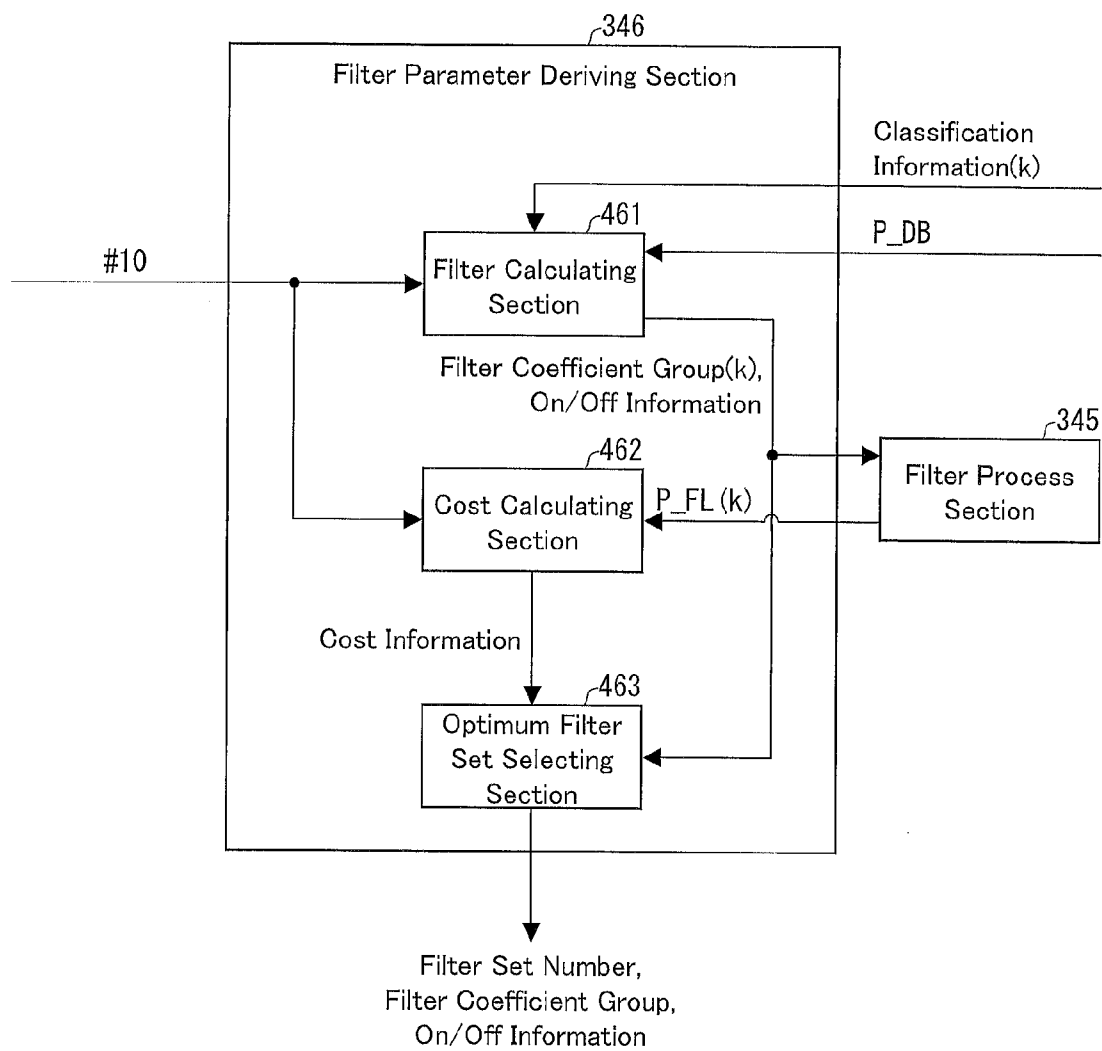 346
Filter Parameter Deriving Section
Classification
Information(k)
461
P_DB
#10
Filter Calculating
Section
Filter Coefficient Group(k),
On/Off Information
345
462
Filter Process
Section
P_FL(k)
Cost Calculating
Section
Cost Information
463
Optimum Filter
Set Selecting
Section
Filter Set Number,
Filter Coefficient Group,
On/Off Information